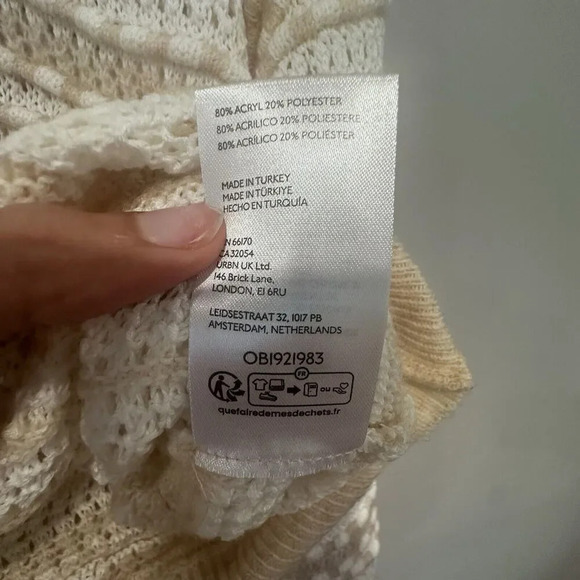 80% ACRYL 20% POLYESTER
80% ACRILICO 20% POLIESTERE
80% ACRÍLICO 20% POLIÉSTER
MADE IN TURKEY
MADE IN TÜRKIYE
HECHO EN TURQUÍA
N 66170
CA 32054
URBN UK Ltd.
146 Brick Lane,
LONDON, E1 6RU
LEIDSESTRAAT 32, 1017 PB
AMSTERDAM, NETHERLANDS
OB1921983
FR
ou
quefairedemesdechets.fr